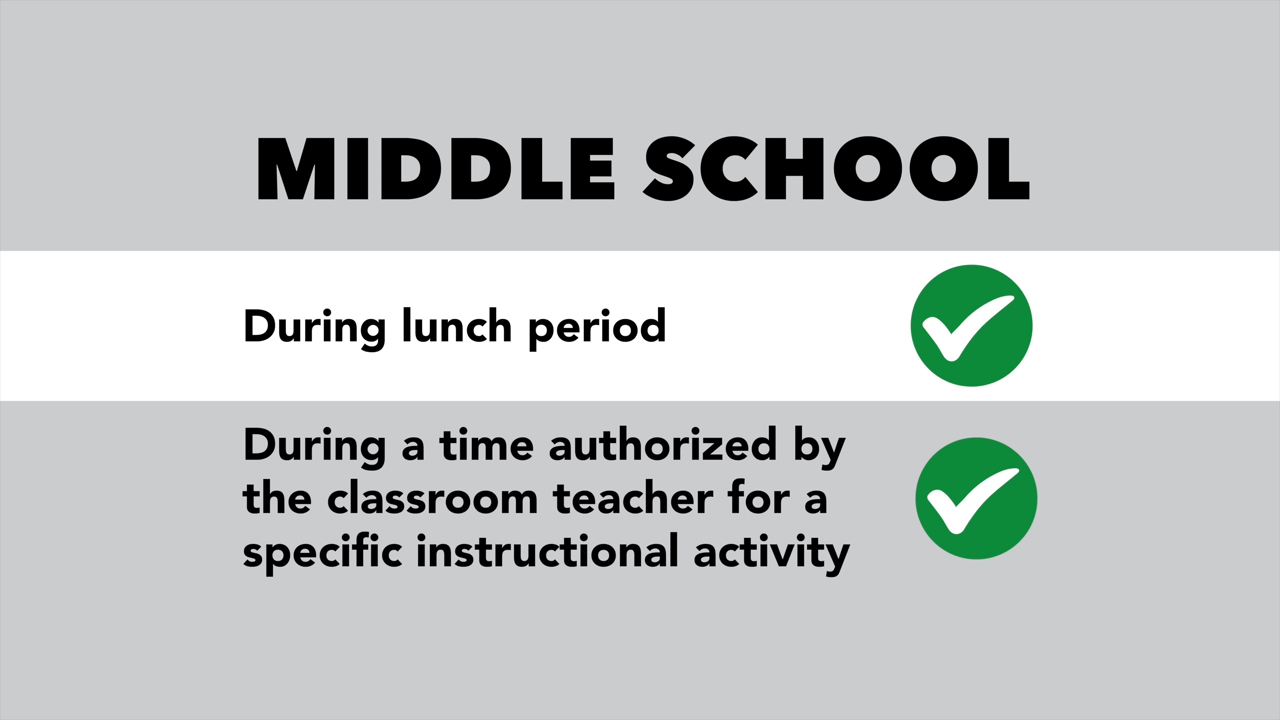 MIDDLE SCHOOL
During lunch period
During a time authorized by
the classroom teacher for a
specific instructional activity